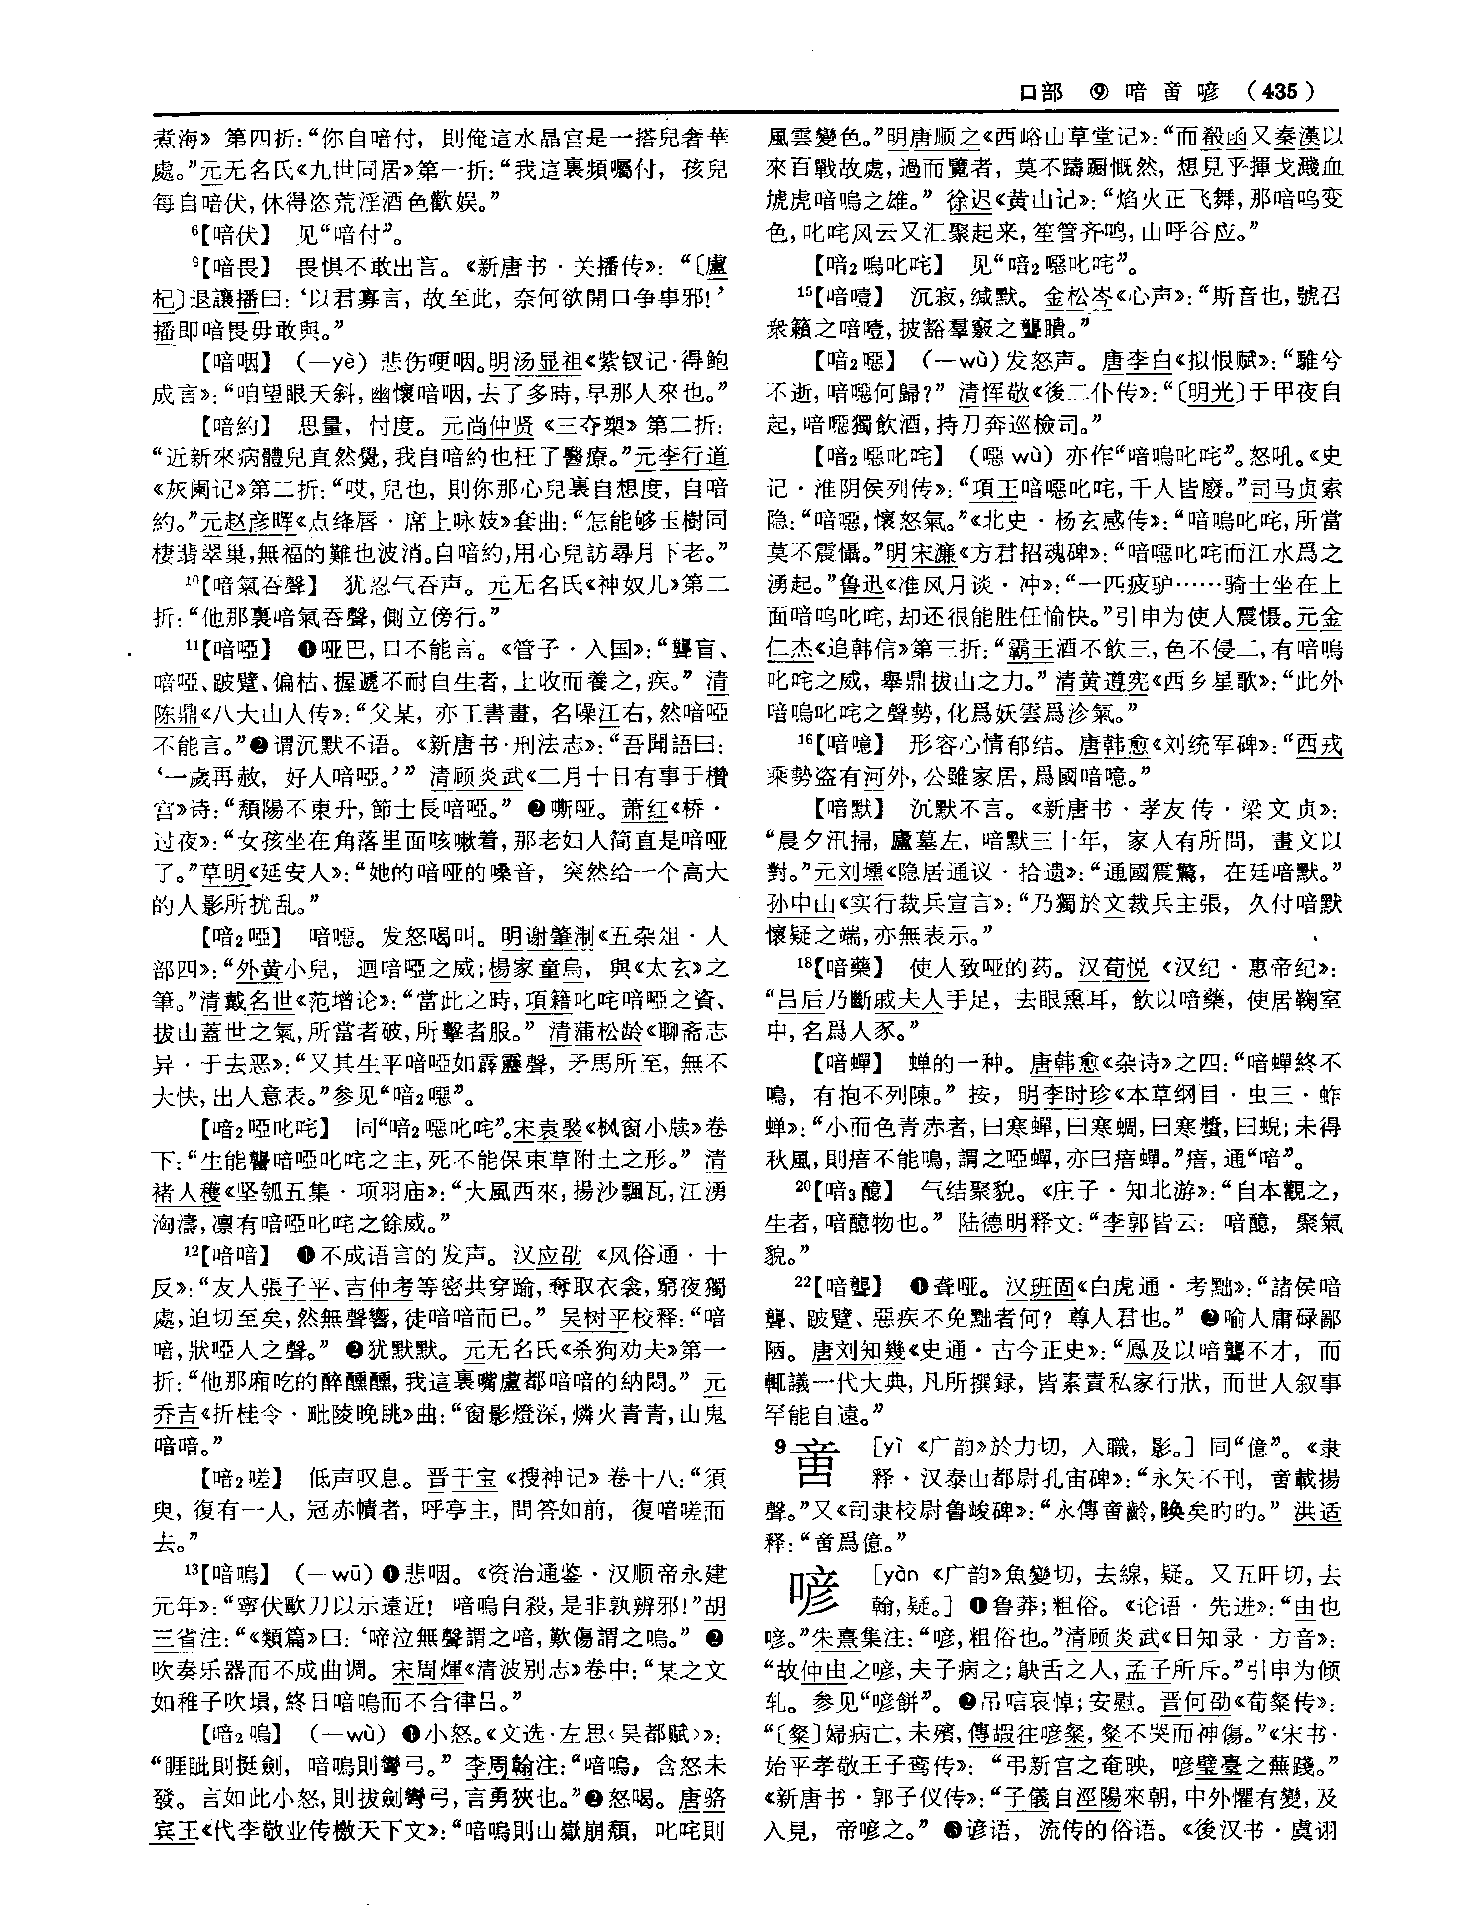 口部 ⑨ 喑 啻 喭 (435)
煮海》第四折：“你自喑付，則俺這水晶宫是一搭兒奢華
處。”元无名氏《九世同居》第一折：“我這裏頻囑付，孩兒
每自喑伏，休得恣荒淫酒色歡娱。”
⁶【喑伏】 见“喑付”。
⁹【喑畏】 畏惧不敢出言。《新唐书·关播传》：“〔盧
杞〕退讓播曰：‘以君寡言，故至此，奈何欲開口争事邪！’
播即喑畏毋敢與。”
【喑咽】 （—yè）悲伤哽咽。明汤显祖《紫钗记·得鲍
成言》：“咱望眼天斜，幽懷喑咽，去了多時，早那人來也。”
【喑約】 思量，忖度。元尚仲贤《三夺槊》第二折：
“近新來病體兒直然覺，我自喑約也枉了醫療。”元李行道
《灰阑记》第二折：“哎，兒也，則你那心兒裏自想度，自喑
約。”元赵彦晖《点绛唇·席上咏妓》套曲：“怎能够玉樹同
棲翡翠巢，無福的難也波消。自喑約，用心兒訪尋月下老。”
¹⁰【喑氣吞聲】 犹忍气吞声。元无名氏《神奴儿》第二
折：“他那裏喑氣吞聲，側立傍行。”
¹¹【喑啞】 ❶哑巴，口不能言。《管子·入国》：“聾盲、
喑啞、跛躄、偏枯、握遞不耐自生者，上收而養之，疾。”清
陈鼎《八大山人传》：“父某，亦工書畫，名噪江右，然喑啞
不能言。”❷谓沉默不语。《新唐书·刑法志》：“吾聞語曰：
‘一歲再赦，好人喑啞。’”清顾炎武《二月十日有事于欑
宫》诗：“頽陽不東升，節士長喑啞。”❷嘶哑。萧红《桥·
过夜》：“女孩坐在角落里面咳嗽着，那老妇人简直是喑哑
了。”草明《延安人》：“她的喑哑的嗓音，突然给一个高大
的人影所扰乱。”
【喑₂啞】 喑噁。发怒喝叫。明谢肇淛《五杂俎·人
部四》：“外黄小兒，迴喑啞之威；楊家童烏，與《太玄》之
筆。”清戴名世《范增论》：“當此之時，項籍叱咤喑啞之資、
拔山蓋世之氣，所當者破，所擊者服。”清蒲松龄《聊斋志
异·于去恶》：“又其生平喑啞如霹靂聲，矛馬所至，無不
大快，出人意表。”参见“喑₂噁”。
【喑₂啞叱咤】 同“喑₂噁叱咤”。宋袁褧《枫窗小牍》卷
下：“生能讋喑啞叱咤之主，死不能保束草附土之形。”清
褚人穫《坚瓠五集·项羽庙》：“大風西來，揚沙飄瓦，江湧
洶濤，凛有喑啞叱咤之餘威。”
¹²【喑喑】 ❶不成语言的发声。汉应劭《风俗通·十
反》：“友人張子平、吉仲考等密共穿踰，奪取衣衾，窮夜獨
處，迫切至矣，然無聲響，徒喑喑而已。”吴树平校释：“喑
喑，狀啞人之聲。”❷犹默默。元无名氏《杀狗劝夫》第一
折：“他那廂吃的醉醺醺，我這裏嘴盧都喑喑的納悶。”元
乔吉《折桂令·毗陵晚眺》曲：“窗影燈深，燐火青青，山鬼
喑喑。”
【喑₂嗟】 低声叹息。晋干宝《搜神记》卷十八：“須
臾，復有一人，冠赤幘者，呼亭主，問答如前，復喑嗟而
去。”
¹³【喑嗚】 （—wū）❶悲咽。《资治通鉴·汉顺帝永建
元年》：“寧伏歐刀以示遠近！喑嗚自殺，是非孰辨邪！”胡
三省注：“《類篇》曰：‘啼泣無聲謂之喑，歎傷謂之嗚。”❷
吹奏乐器而不成曲调。宋周煇《清波别志》卷中：“某之文
如稚子吹塤，終日喑嗚而不合律吕。”
【喑₂嗚】 （—wù）❶小怒。《文选·左思〈吴都赋〉》：
“睚眦則挺劍，喑嗚則彎弓。”李周翰注：“喑嗚，含怒未
發。言如此小怒，則拔劍彎弓，言勇狹也。”❷怒喝。唐骆
宾王《代李敬业传檄天下文》：“喑嗚則山嶽崩頽，叱咤則
風雲變色。”明唐顺之《西峪山草堂记》：“而殽函又秦漢以
來百戰故處，過而覽者，莫不躊躕慨然，想見乎揮戈濺血
虓虎喑嗚之雄。”徐迟《黄山记》：“焰火正飞舞，那喑呜变
色，叱咤风云又汇聚起来，笙管齐鸣，山呼谷应。”
【喑₂嗚叱咤】 见“喑₂噁叱咤”。
¹⁵【喑噎】 沉寂，缄默。金松岑《心声》：“斯音也，號召
衆籟之喑噎，披豁羣竅之聾聵。”
【喑₂噁】 （—wù）发怒声。唐李白《拟恨赋》：“騅兮
不逝，喑噁何歸？”清恽敬《後二仆传》：“〔明光〕于甲夜自
起，喑噁獨飲酒，持刀奔巡檢司。”
【喑₂噁叱咤】 （噁 wù）亦作“喑嗚叱咤”。怒吼。《史
记·淮阴侯列传》：“項王喑噁叱咤，千人皆廢。”司马贞索
隐：“喑噁，懷怒氣。”《北史·杨玄感传》：“喑嗚叱咤，所當
莫不震懾。”明宋濂《方君招魂碑》：“喑噁叱咤而江水爲之
湧起。”鲁迅《准风月谈·冲》：“一匹疲驴……骑士坐在上
面喑呜叱咤，却还很能胜任愉快。”引申为使人震慑。元金
仁杰《追韩信》第三折：“霸王酒不飲三，色不侵二，有喑嗚
叱咤之威，舉鼎拔山之力。”清黄遵宪《西乡星歌》：“此外
喑嗚叱咤之聲勢，化爲妖雲爲沴氣。”
¹⁶【喑噫】 形容心情郁结。唐韩愈《刘统军碑》：“西戎
乘勢盗有河外，公雖家居，爲國喑噫。”
【喑默】 沉默不言。《新唐书·孝友传·梁文贞》：
“晨夕汛掃，廬墓左，喑默三十年，家人有所問，畫文以
對。”元刘壎《隐居通议·拾遗》：“通國震驚，在廷喑默。”
孙中山《实行裁兵宣言》：“乃獨於文裁兵主張，久付喑默
懷疑之端，亦無表示。”
¹⁸【喑藥】 使人致哑的药。汉荀悦《汉纪·惠帝纪》：
“吕后乃斷戚夫人手足，去眼熏耳，飲以喑藥，使居鞠室
中，名爲人豕。”
【喑蟬】 蝉的一种。唐韩愈《杂诗》之四：“喑蟬終不
鳴，有抱不列陳。”按，明李时珍《本草纲目·虫三·蚱
蝉》：“小而色青赤者，曰寒蟬，曰寒蜩，曰寒螀，曰蜺；未得
秋風，則瘖不能鳴，謂之啞蟬，亦曰瘖蟬。”瘖，通“喑”。
²⁰【喑₃醷】 气结聚貌。《庄子·知北游》：“自本觀之，
生者，喑醷物也。”陆德明释文：“李郭皆云：喑醷，聚氣
貌。”
²²【喑聾】 ❶聋哑。汉班固《白虎通·考黜》：“諸侯喑
聾、跛躄、惡疾不免黜者何？尊人君也。”❷喻人庸碌鄙
陋。唐刘知幾《史通·古今正史》：“鳳及以喑聾不才，而
輒議一代大典，凡所撰録，皆素責私家行狀，而世人叙事
罕能自遠。”
⁹啻 ［yì 《广韵》於力切，入職，影。］同“億”。《隶
释·汉泰山都尉孔宙碑》：“永矢不刊，啻載揚
聲。”又《司隶校尉鲁峻碑》：“永傳啻齡，晚矣旳旳。”洪适
释：“啻爲億。”
喭 ［yàn 《广韵》魚變切，去線，疑。又五旰切，去
翰，疑。］❶鲁莽；粗俗。《论语·先进》：“由也
喭。”朱熹集注：“喭，粗俗也。”清顾炎武《日知录·方音》：
“故仲由之喭，夫子病之；鴃舌之人，孟子所斥。”引申为倾
轧。参见“喭餅”。❷吊唁哀悼；安慰。晋何劭《荀粲传》：
“〔粲〕婦病亡，未殯，傅嘏往喭粲，粲不哭而神傷。”《宋书·
始平孝敬王子鸾传》：“弔新宫之奄映，喭璧臺之蕪踐。”
《新唐书·郭子仪传》：“子儀自涇陽來朝，中外懼有變，及
入見，帝喭之。”❸谚语，流传的俗语。《後汉书·虞诩